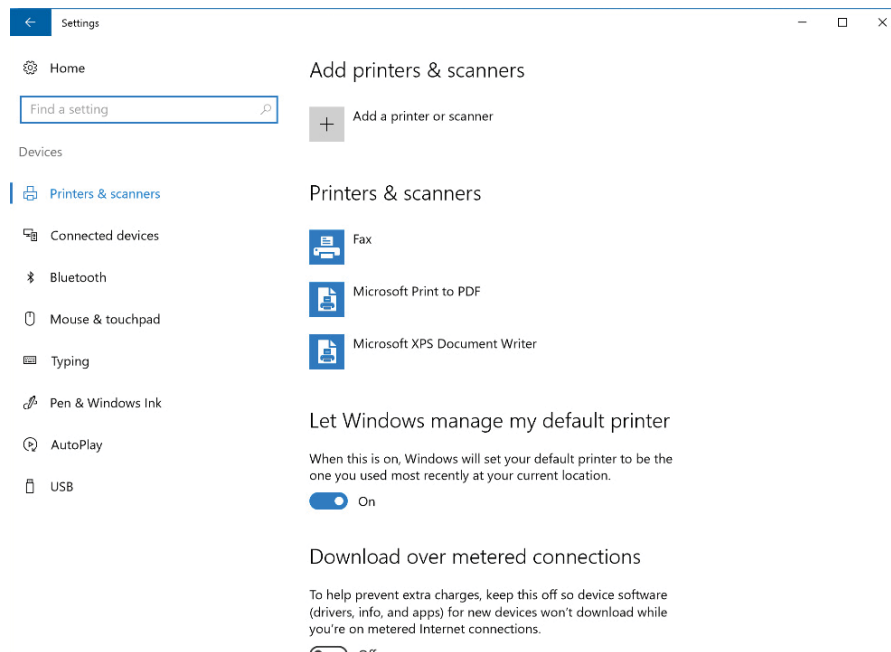 Settings
Home
Find a setting
Devices
Printers & scanners
Connected devices
Bluetooth
Mouse & touchpad
Typing
Pen & Windows Ink
AutoPlay
USB
Add printers & scanners
Add a printer or scanner
Printers & scanners
Fax
Microsoft Print to PDF
Microsoft XPS Document Writer
Let Windows manage my default printer
When this is on, Windows will set your default printer to be the
one you used most recently at your current location.
On
Download over metered connections
To help prevent extra charges, keep this off so device software
(drivers, info, and apps) for new devices won't download while
you're on metered Internet connections.
Off